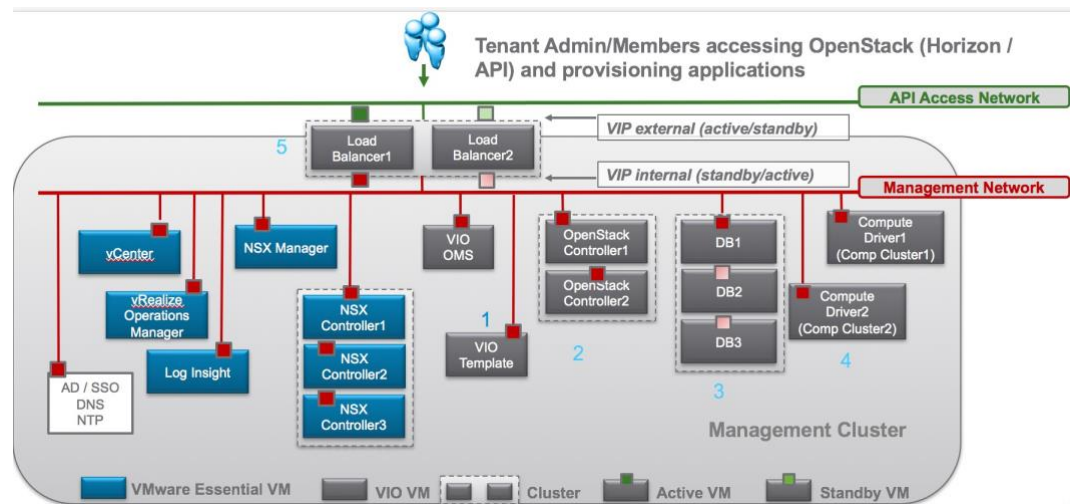 Tenant Admin/Members accessing OpenStack (Horizon /
API) and provisioning applications
API Access Network
5
Load
Balancer1
Load
Balancer2
VIP external (active/standby)
VIP internal (standby/active)
Management Network
vCenter
NSX Manager
VIO
OMS
OpenStack
Controller1
DB1
Compute
Driver1
(Comp Cluster1)
vRealize
Operations
Manager
NSX
Controller1
1
OpenStack
Controller2
DB2
Compute
Driver2
(Comp Cluster2)
Log Insight
NSX
Controller2
VIO
Template
2
DB3
4
AD / SSO
DNS
NTP
NSX
Controller3
3
Management Cluster
VMware Essential VM
VIO VM
Cluster
Active VM
Standby VM